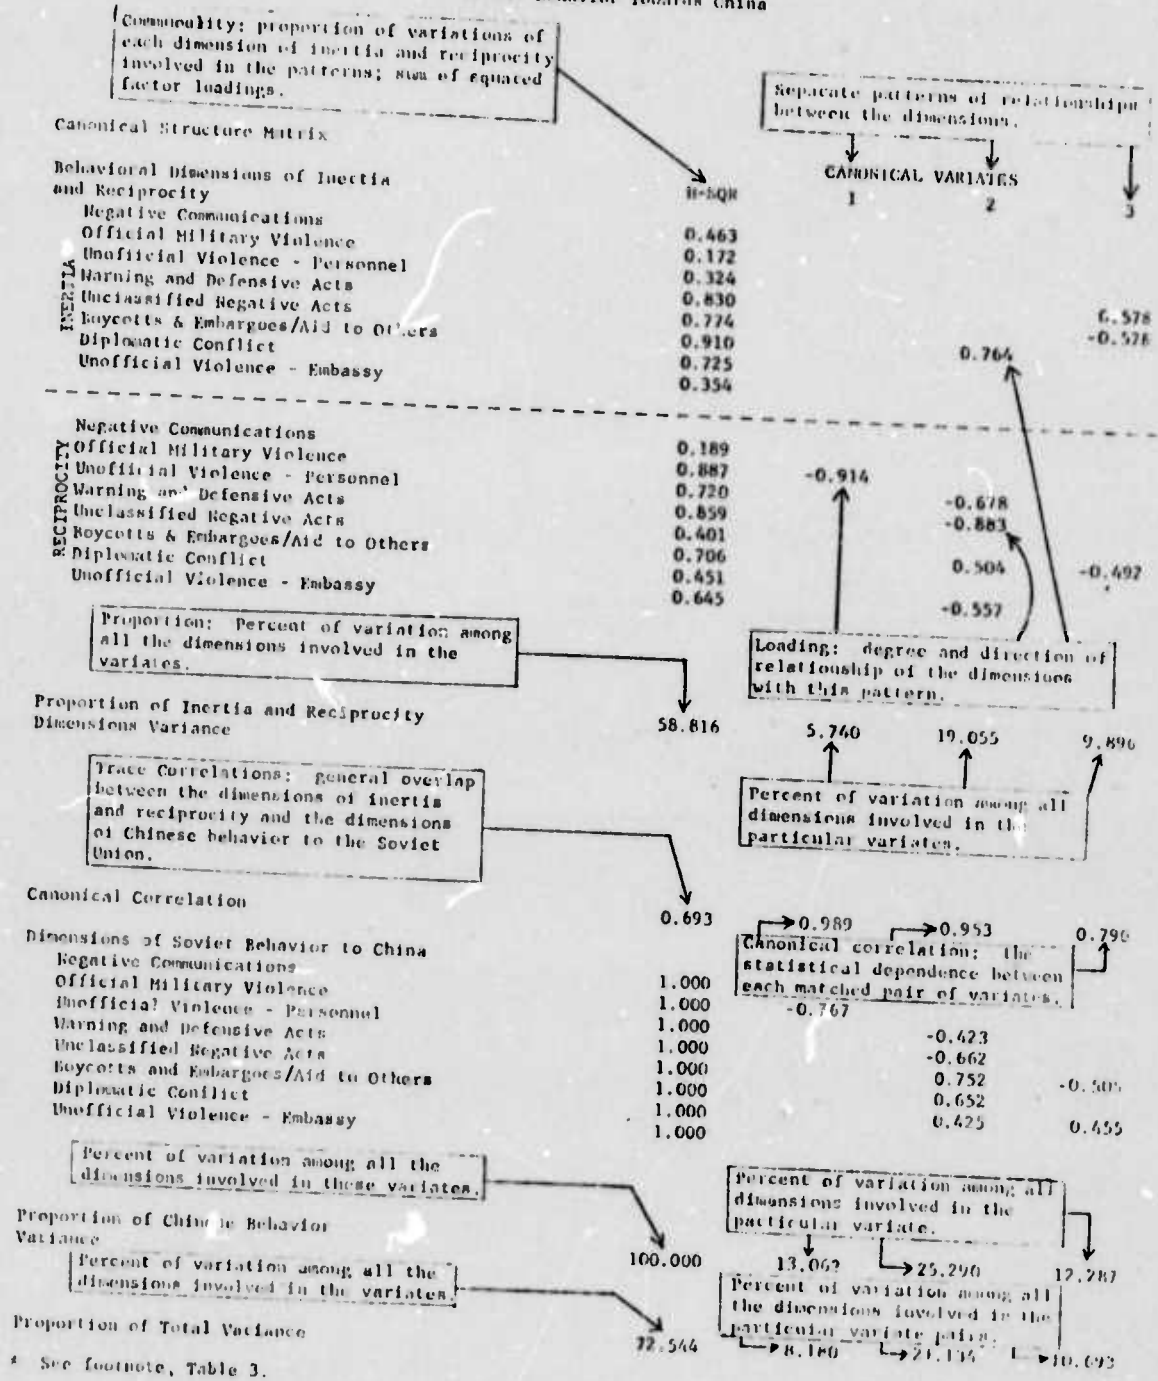 Towards China
Communality: proportion of variations of
each dimension of inertia and reciprocity
involved in the patterns; sum of squared
factor loadings.
Separate patterns of relationships
between the dimensions.
Canonical Structure Matrix
CANONICAL VARIATES
Behavioral Dimensions of Inertia
and Reciprocity H-SQR 1 2 3
INERTIA
Negative Communications 0.463
Official Military Violence 0.172
Unofficial Violence - Personnel 0.324
Warning and Defensive Acts 0.830
Unclassified Negative Acts 0.774 0.578
Boycotts & Embargoes/Aid to Others 0.910 -0.578
Diplomatic Conflict 0.725 0.764
Unofficial Violence - Embassy 0.354
RECIPROCITY
Negative Communications 0.189
Official Military Violence 0.887 -0.914
Unofficial Violence - Personnel 0.720 -0.678
Warning and Defensive Acts 0.859 -0.883
Unclassified Negative Acts 0.401
Boycotts & Embargoes/Aid to Others 0.706 0.504 -0.492
Diplomatic Conflict 0.451
Unofficial Violence - Embassy 0.645 -0.557
Proportion: Percent of variation among
all the dimensions involved in the
variates.
Loading: degree and direction of
relationship of the dimensions
with this pattern.
Proportion of Inertia and Reciprocity
Dimensions Variance 58.816 5.740 19.055 9.896
Trace Correlations: general overlap
between the dimensions of inertia
and reciprocity and the dimensions
of Chinese behavior to the Soviet
Union.
Percent of variation among all
dimensions involved in the
particular variates.
Canonical Correlation 0.693 0.989 0.953 0.790
Canonical correlation: the
statistical dependence between
each matched pair of variates.
Dimensions of Soviet Behavior to China
Negative Communications 1.000
Official Military Violence 1.000 -0.767
Unofficial Violence - Personnel 1.000 -0.423
Warning and Defensive Acts 1.000 -0.662
Unclassified Negative Acts 1.000 0.752 -0.505
Boycotts and Embargoes/Aid to Others 1.000 0.652
Diplomatic Conflict 1.000 0.425 0.455
Unofficial Violence - Embassy 1.000
Percent of variation among all the
dimensions involved in these variates.
Percent of variation among all
dimensions involved in the
particular variate.
Proportion of Chinese Behavior
Variance 100.000 13.062 25.290 12.287
Percent of variation among all the
dimensions involved in the variates.
Percent of variation among all
the dimensions involved in the
particular variate pairs.
Proportion of Total Variance 72.544 8.180 21.134 10.693
* See footnote, Table 3.